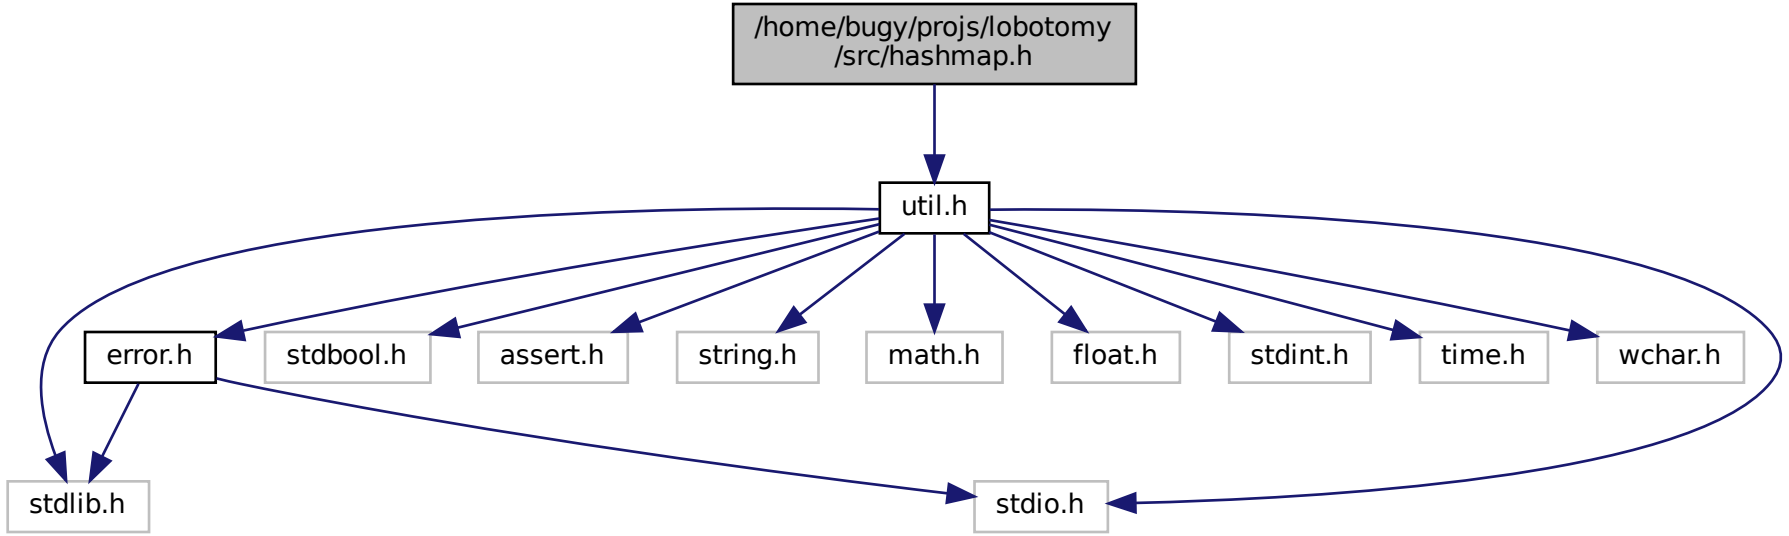 /home/bugy/projs/lobotomy
/src/hashmap.h
util.h
error.h
stdbool.h
assert.h
string.h
math.h
float.h
stdint.h
time.h
wchar.h
stdlib.h
stdio.h